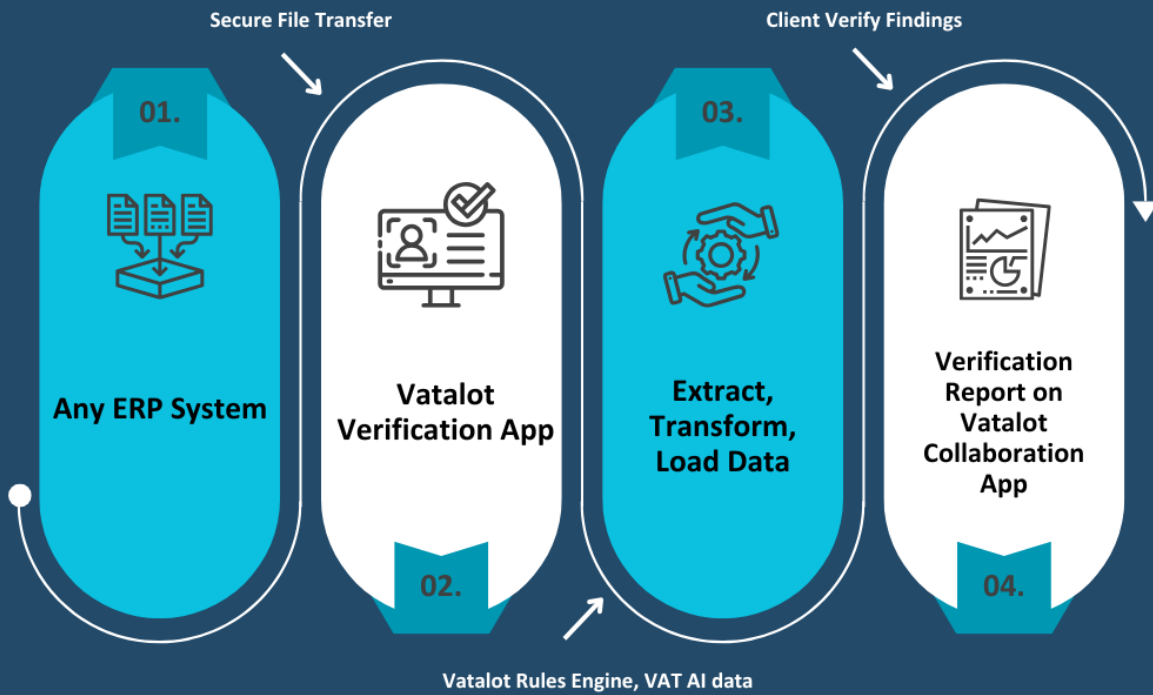 Secure File Transfer
Client Verify Findings
01.
Any ERP System
Vatalot
Verification App
02.
03.
Extract,
Transform,
Load Data
Verification
Report on
Vatalot
Collaboration
App
04.
Vatalot Rules Engine, VAT AI data